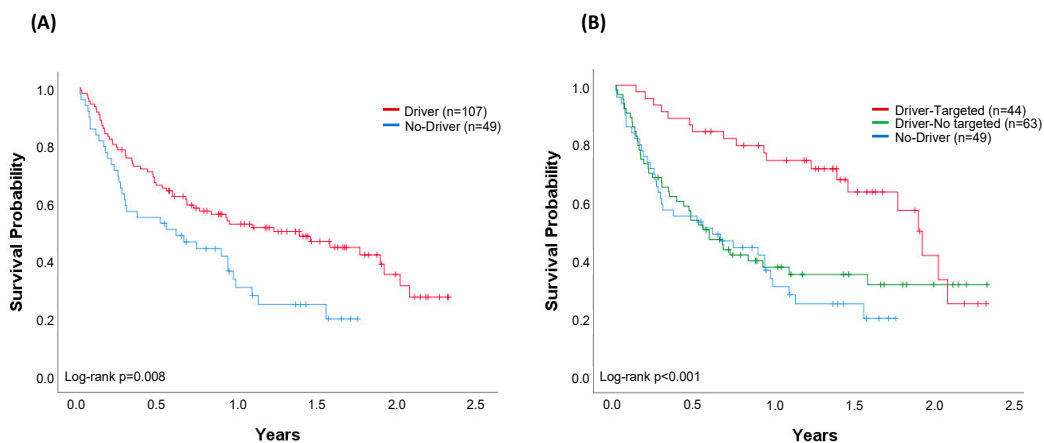 (A)
Survival Probability
1.0
0.8
0.6
0.4
0.2
0.0
Driver (n=107)
No-Driver (n=49)
Log-rank p=0.008
0.0 0.5 1.0 1.5 2.0 2.5
Years
(B)
Survival Probability
1.0
0.8
0.6
0.4
0.2
0.0
Driver-Targeted (n=44)
Driver-No targeted (n=63)
No-Driver (n=49)
Log-rank p<0.001
0.0 0.5 1.0 1.5 2.0 2.5
Years